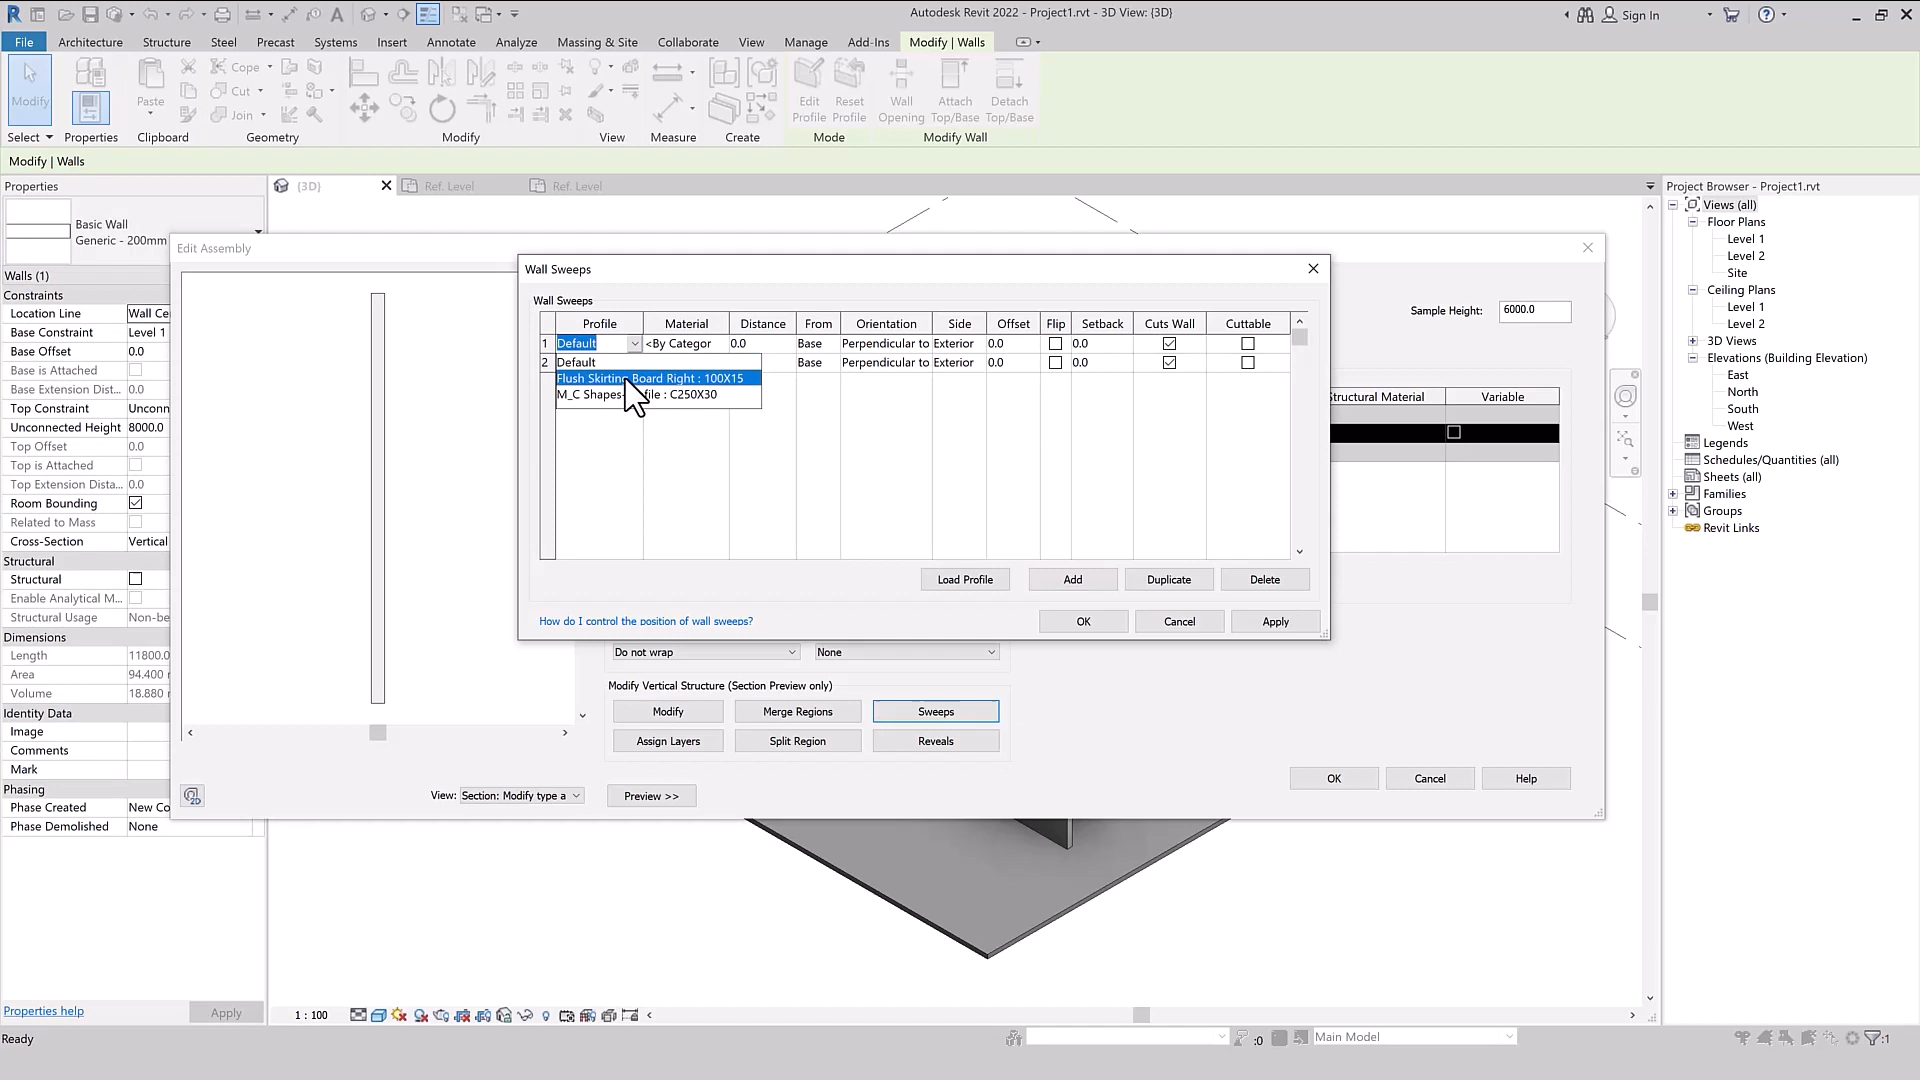 Autodesk Revit 2022 - Project1.rvt - 3D View: {3D}
Sign In
File Architecture Structure Steel Precast Systems Insert Annotate Analyze Massing & Site Collaborate View Manage Add-Ins Modify | Walls
Modify
Paste
Cope
Cut
Join
Edit Profile
Reset Profile
Wall Opening
Attach Top/Base
Detach Top/Base
Select Properties Clipboard Geometry Modify View Measure Create Mode Modify Wall
Modify | Walls
Properties
{3D}
Ref. Level
Ref. Level
Project Browser - Project1.rvt
Basic Wall
Generic - 200mm
Walls (1)
Constraints
Location Line Wall Ce
Base Constraint Level 1
Base Offset 0.0
Base is Attached
Base Extension Dist... 0.0
Top Constraint Unconn
Unconnected Height 8000.0
Top Offset 0.0
Top is Attached
Top Extension Dista... 0.0
Room Bounding
Related to Mass
Cross-Section Vertical
Structural
Structural
Enable Analytical M...
Structural Usage Non-be
Dimensions
Length 11800.0
Area 94.400
Volume 18.880
Identity Data
Image
Comments
Mark
Phasing
Phase Created New Co
Phase Demolished None
Properties help
Apply
Edit Assembly
Wall Sweeps
Wall Sweeps
Profile Material Distance From Orientation Side Offset Flip Setback Cuts Wall Cuttable
1 Default <By Categor 0.0 Base Perpendicular to Exterior 0.0 0.0
2 Base Perpendicular to Exterior 0.0 0.0
Default
Flush Skirting Board Right : 100X15
M_C Shapes- file : C250X30
Load Profile Add Duplicate Delete
How do I control the position of wall sweeps?
OK Cancel Apply
Sample Height: 6000.0
Structural Material Variable
Do not wrap None
Modify Vertical Structure (Section Preview only)
Modify Merge Regions Sweeps
Assign Layers Split Region Reveals
OK Cancel Help
2D
View: Section: Modify type a
Preview >>
Views (all)
Floor Plans
Level 1
Level 2
Site
Ceiling Plans
Level 1
Level 2
3D Views
Elevations (Building Elevation)
East
North
South
West
Legends
Schedules/Quantities (all)
Sheets (all)
Families
Groups
Revit Links
1 : 100
Ready
:0
Main Model
:1